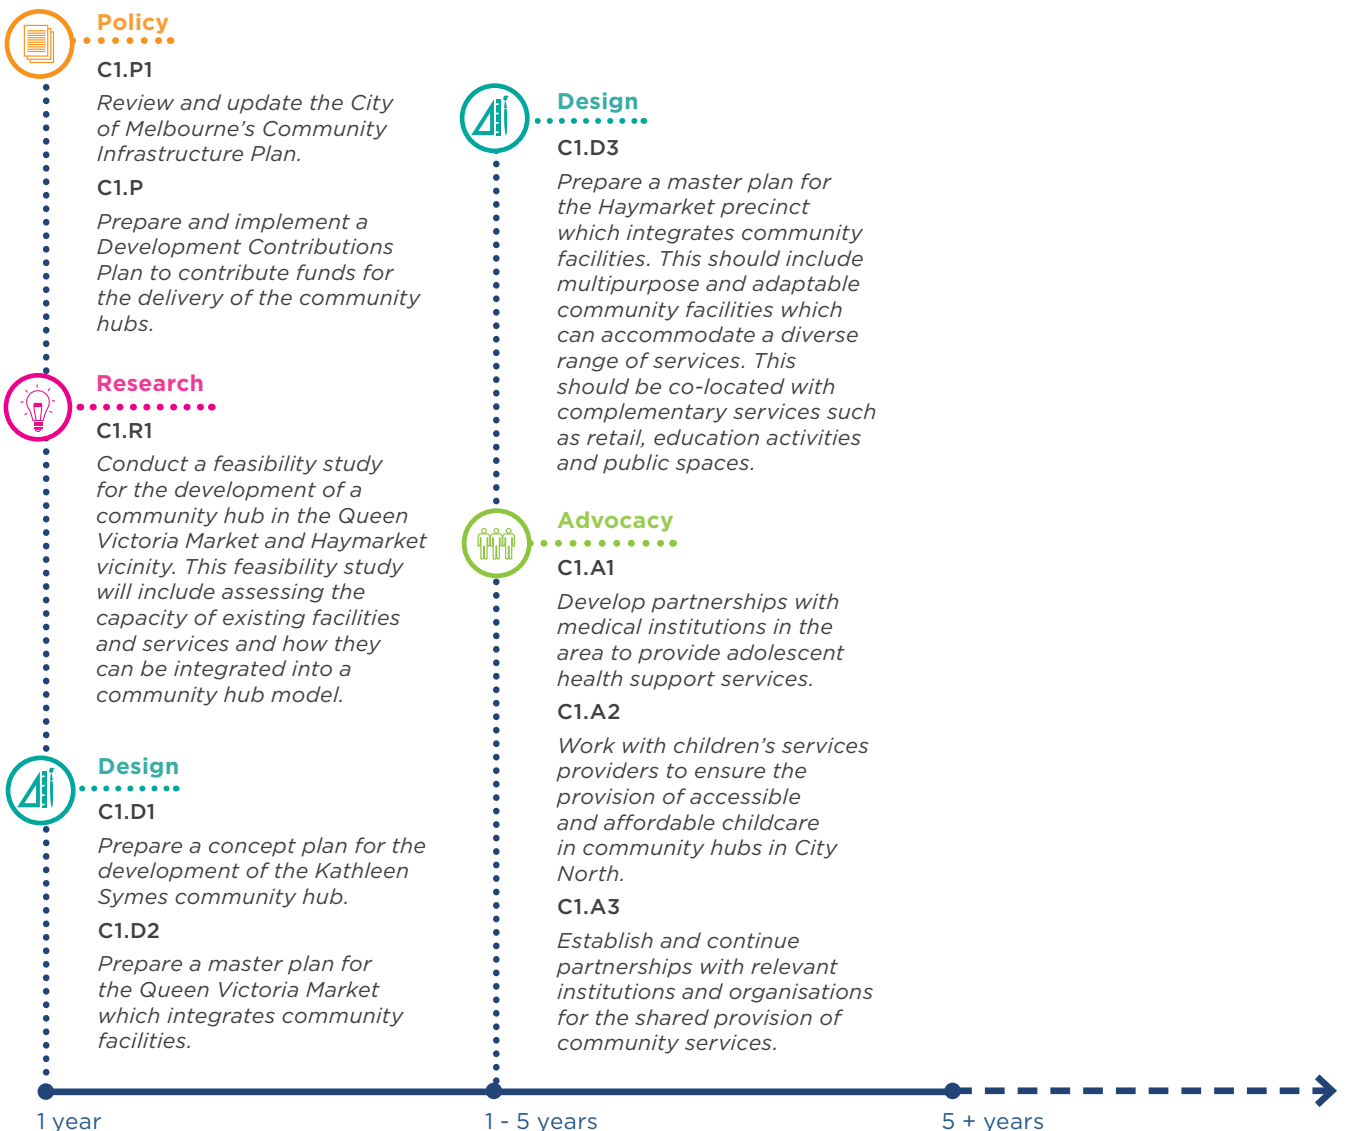 Policy
C1.P1
Review and update the City
of Melbourne’s Community
Infrastructure Plan.
C1.P
Prepare and implement a
Development Contributions
Plan to contribute funds for
the delivery of the community
hubs.
Research
C1.R1
Conduct a feasibility study
for the development of a
community hub in the Queen
Victoria Market and Haymarket
vicinity. This feasibility study
will include assessing the
capacity of existing facilities
and services and how they
can be integrated into a
community hub model.
Design
C1.D1
Prepare a concept plan for the
development of the Kathleen
Symes community hub.
C1.D2
Prepare a master plan for
the Queen Victoria Market
which integrates community
facilities.
Design
C1.D3
Prepare a master plan for
the Haymarket precinct
which integrates community
facilities. This should include
multipurpose and adaptable
community facilities which
can accommodate a diverse
range of services. This
should be co-located with
complementary services such
as retail, education activities
and public spaces.
Advocacy
C1.A1
Develop partnerships with
medical institutions in the
area to provide adolescent
health support services.
C1.A2
Work with children’s services
providers to ensure the
provision of accessible
and affordable childcare
in community hubs in City
North.
C1.A3
Establish and continue
partnerships with relevant
institutions and organisations
for the shared provision of
community services.
1 year
1 - 5 years
5 + years